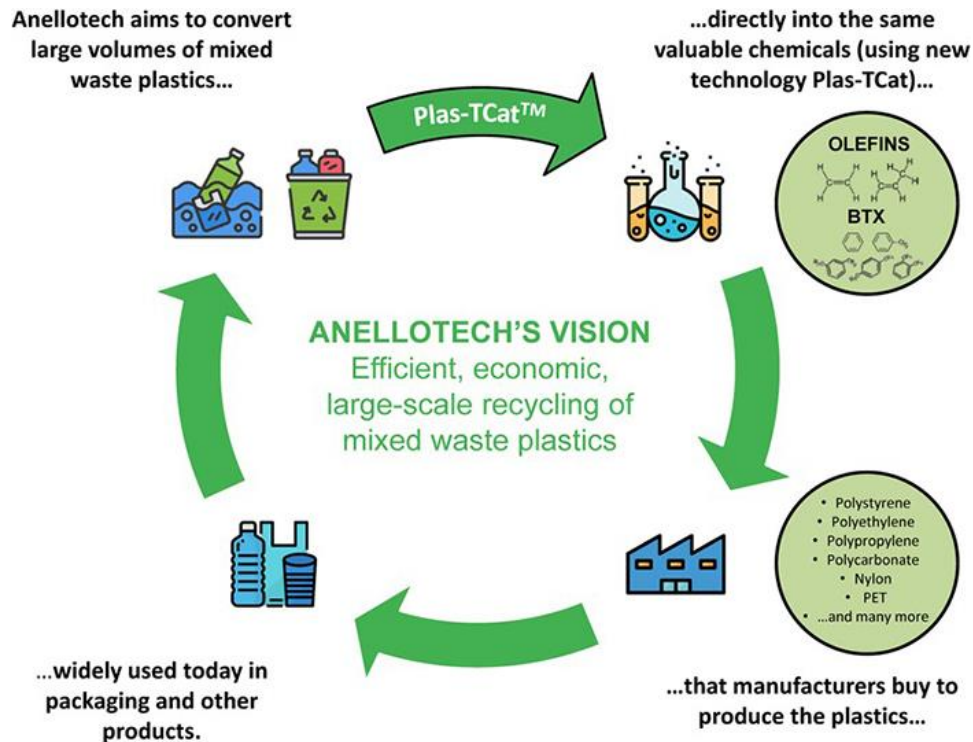 Anellotech aims to convert
large volumes of mixed
waste plastics…
Plas-TCat™
…directly into the same
valuable chemicals (using new
technology Plas-TCat)…
OLEFINS
H H
H H
H H
H
H H
H
BTX
ANELLOTECH'S VISION
Efficient, economic,
large-scale recycling of
mixed waste plastics
• Polystyrene
• Polyethylene
• Polypropylene
• Polycarbonate
• Nylon
• PET
• …and many more
…that manufacturers buy to
produce the plastics…
…widely used today in
packaging and other
products.